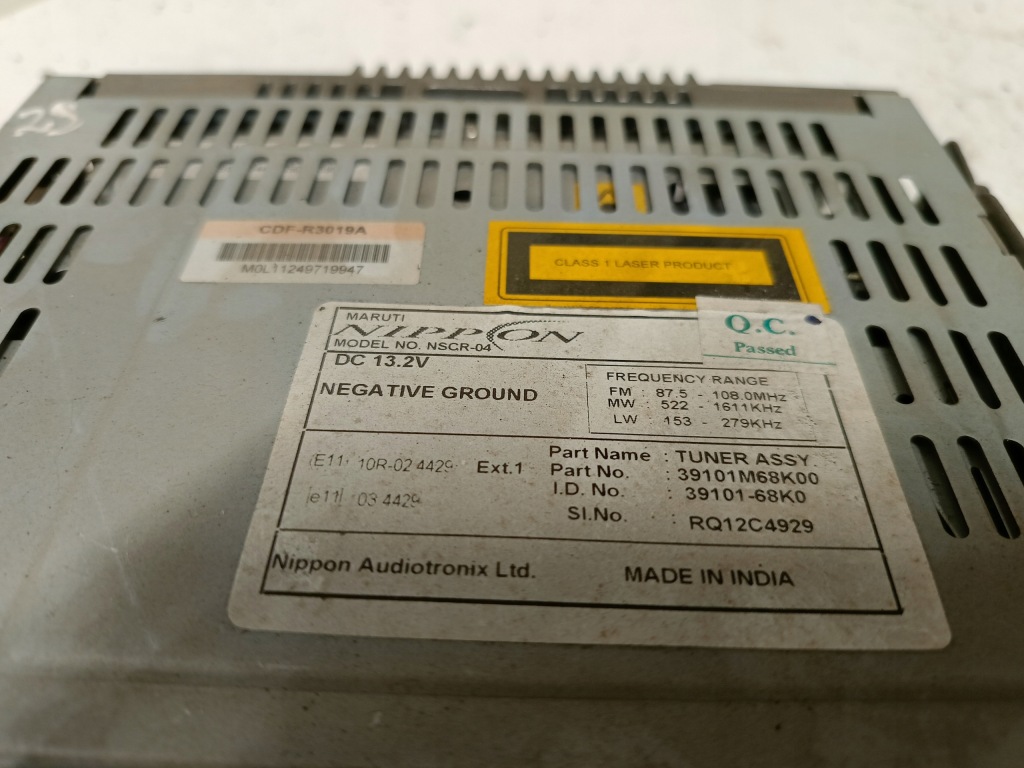 25
CDF-R3019A
M0L11249719947
CLASS 1 LASER PRODUCT
MARUTI
NIPPON
MODEL NO. NSCR-04
Q.C.
Passed
DC 13.2V
NEGATIVE GROUND
FREQUENCY RANGE
FM : 87.5 - 108.0MHz
MW : 522 - 1611KHz
LW : 153 - 279KHz
E11 10R-02 4429 Ext.1
e11 03 4429
Part Name : TUNER ASSY.
Part No. : 39101M68K00
I.D. No. : 39101-68K0
SI.No. : RQ12C4929
Nippon Audiotronix Ltd. MADE IN INDIA